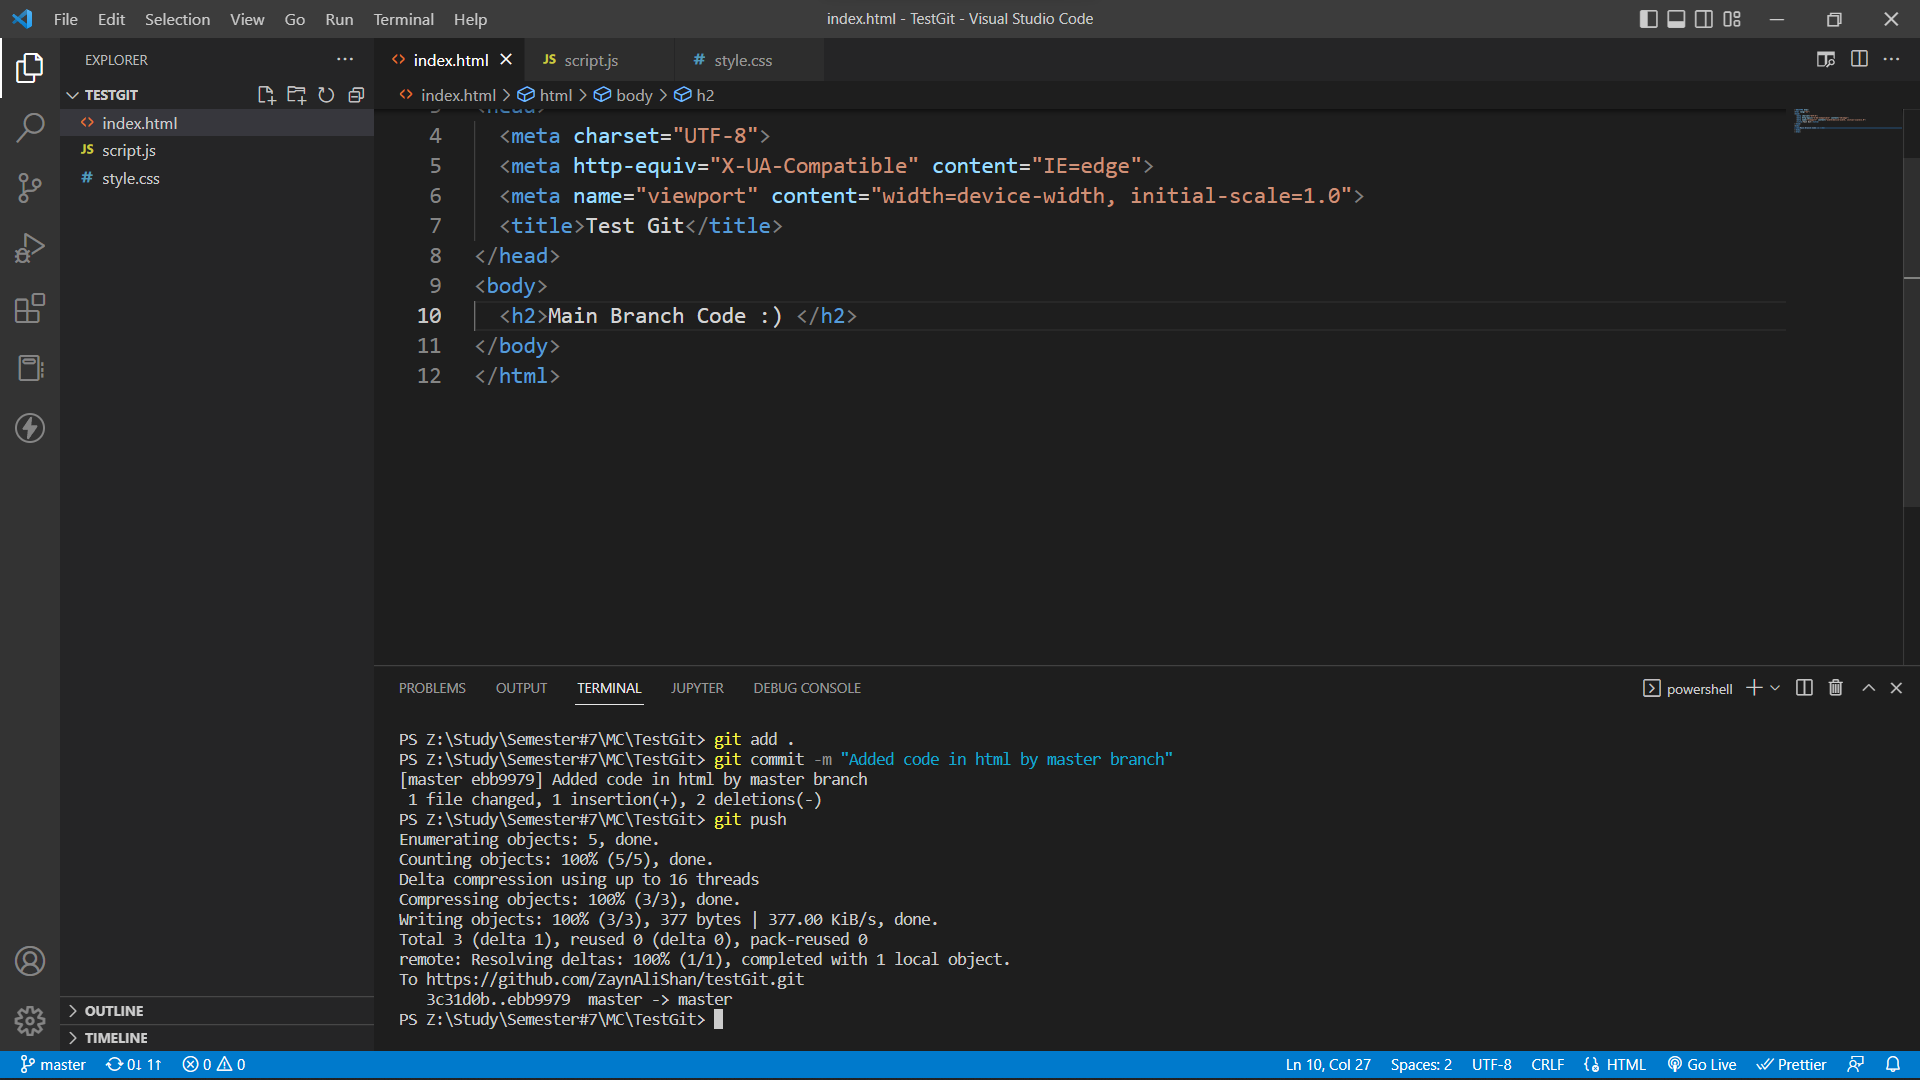 File Edit Selection View Go Run Terminal Help
index.html - TestGit - Visual Studio Code
EXPLORER
TESTGIT
index.html
script.js
style.css
OUTLINE
TIMELINE
index.html
JS script.js
# style.css
index.html > html > body > h2
4 <meta charset="UTF-8">
5 <meta http-equiv="X-UA-Compatible" content="IE=edge">
6 <meta name="viewport" content="width=device-width, initial-scale=1.0">
7 <title>Test Git</title>
8 </head>
9 <body>
10 <h2>Main Branch Code :) </h2>
11 </body>
12 </html>
PROBLEMS OUTPUT TERMINAL JUPYTER DEBUG CONSOLE
powershell
PS Z:\Study\Semester#7\MC\TestGit> git add .
PS Z:\Study\Semester#7\MC\TestGit> git commit -m "Added code in html by master branch"
[master ebb9979] Added code in html by master branch
1 file changed, 1 insertion(+), 2 deletions(-)
PS Z:\Study\Semester#7\MC\TestGit> git push
Enumerating objects: 5, done.
Counting objects: 100% (5/5), done.
Delta compression using up to 16 threads
Compressing objects: 100% (3/3), done.
Writing objects: 100% (3/3), 377 bytes | 377.00 KiB/s, done.
Total 3 (delta 1), reused 0 (delta 0), pack-reused 0
remote: Resolving deltas: 100% (1/1), completed with 1 local object.
To https://github.com/ZaynAliShan/testGit.git
3c31d0b..ebb9979 master -> master
PS Z:\Study\Semester#7\MC\TestGit>
master 0↓ 1↑ 0 0
Ln 10, Col 27 Spaces: 2 UTF-8 CRLF HTML Go Live Prettier